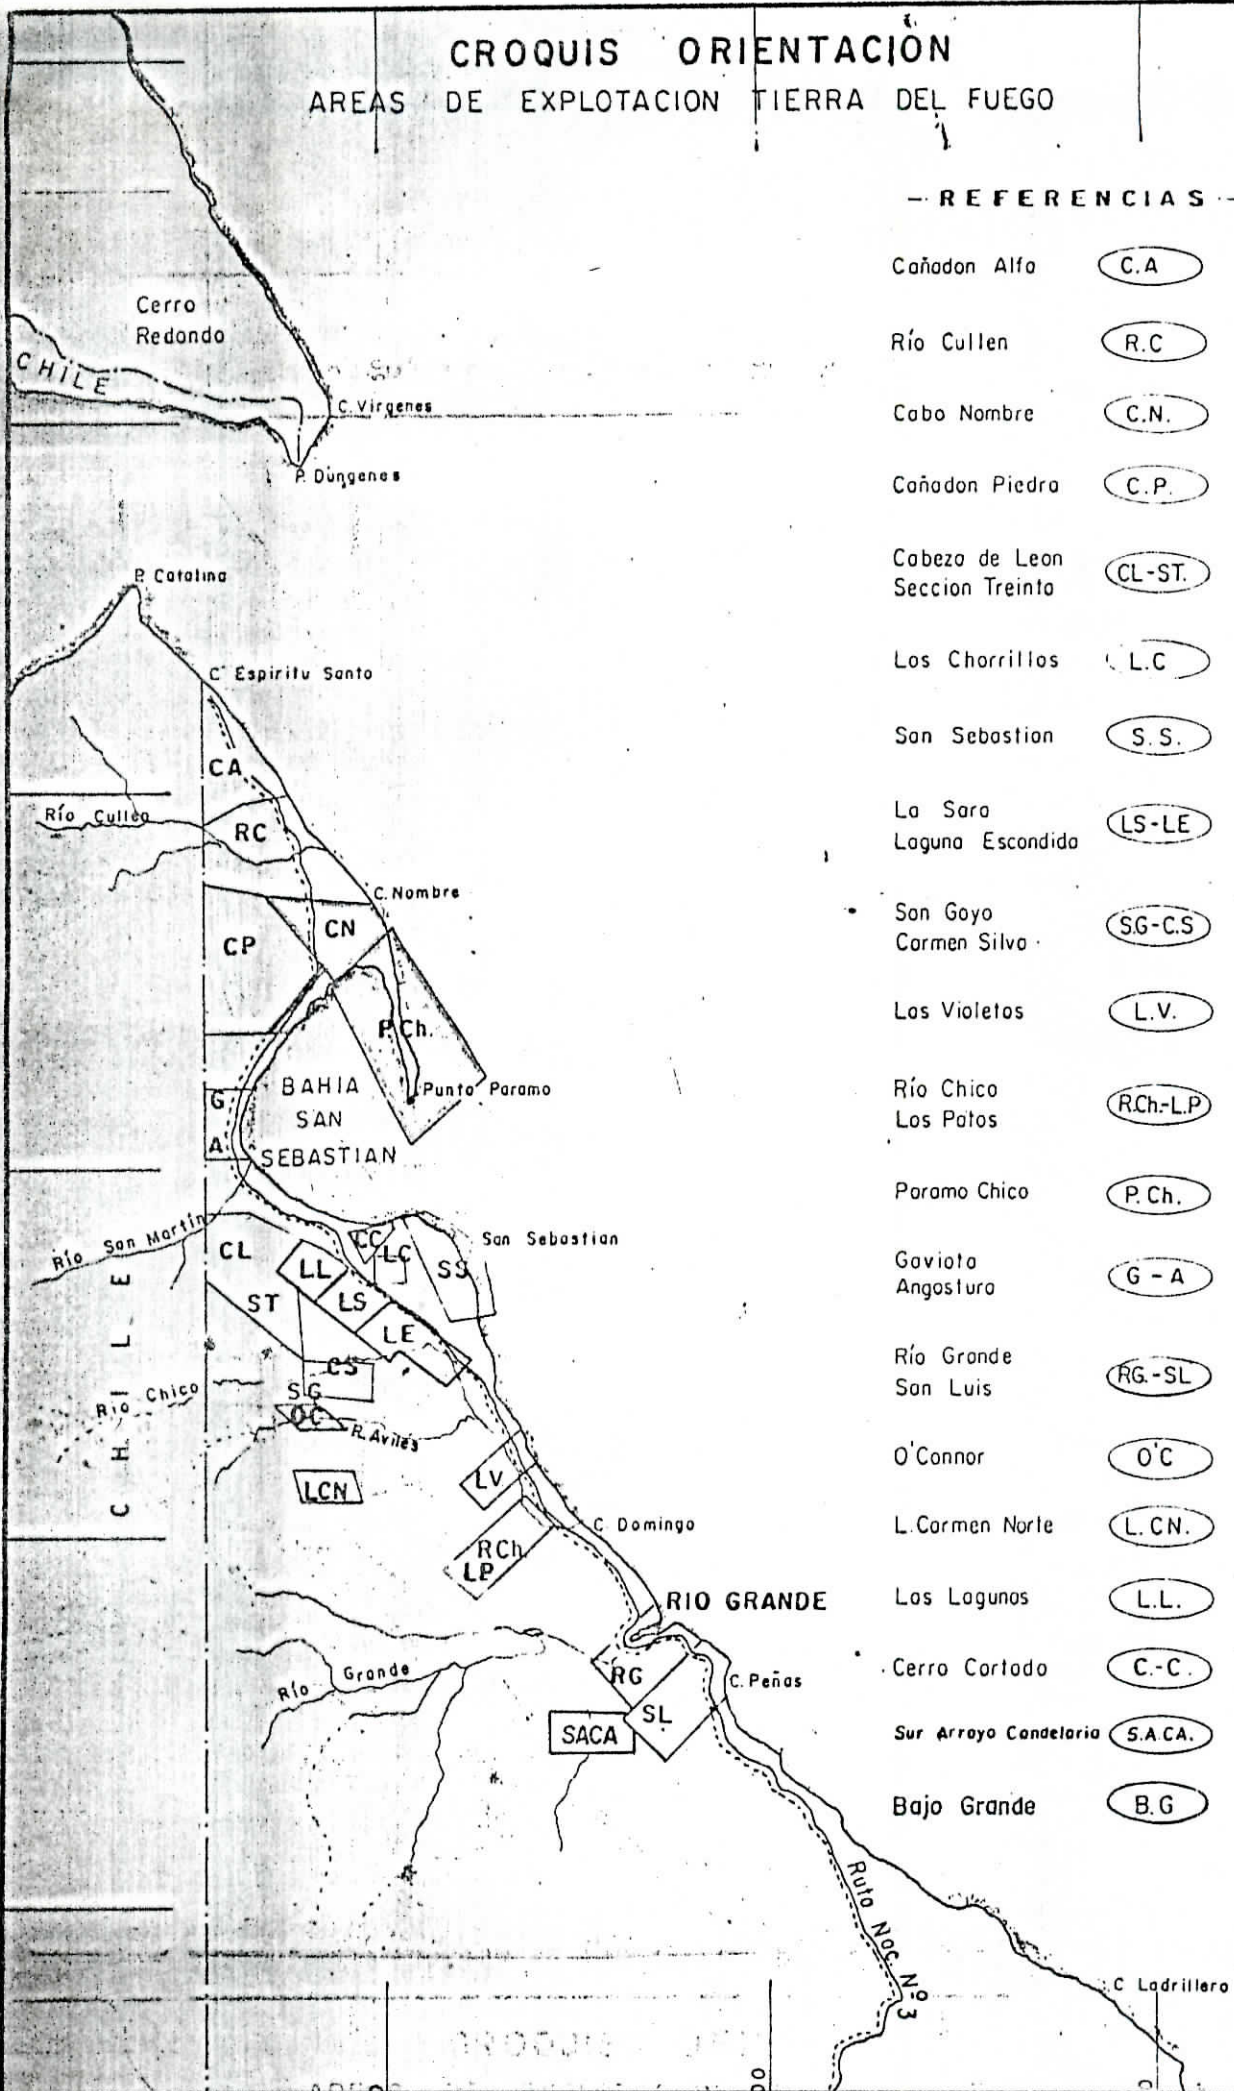 CROQUIS ORIENTACIÓN
AREAS DE EXPLOTACION TIERRA DEL FUEGO
- REFERENCIAS -
Cañadon Alfa C.A
Río Cullen R.C
Cabo Nombre C.N.
Cañadon Piedra C.P.
Cabeza de Leon
Seccion Treinta CL-ST.
Los Chorrillos L.C
San Sebastian S.S.
La Sara
Laguna Escondida LS-LE
San Goyo
Carmen Silva S.G-C.S
Las Violetas L.V.
Río Chico
Los Patos R.Ch.-L.P
Paramo Chico P.Ch.
Gaviota
Angostura G-A
Río Grande
San Luis RG.-SL
O'Connor O'C
L.Carmen Norte L.CN.
Las Lagunas L.L.
Cerro Cortado C.-C.
Sur Arroyo Candelaria S.A.CA.
Bajo Grande B.G
Cerro
Redondo
CHILE
C. Virgenes
P. Dungenes
P. Catalina
C. Espiritu Santo
CA
Río Cullen
RC
C. Nombre
CN
CP
P.Ch.
Punta Paramo
G
A
BAHIA
SAN
SEBASTIAN
Río San Martín
CL
CC
LC
SS
San Sebastian
LL
ST
LS
LE
CS
SG
Río Chico
OC
R. Aviles
CHILE
LCN
LV
C. Domingo
RCh
LP
RIO GRANDE
Río Grande
RG
C. Peñas
SL
SACA
Ruta Nac. Nº 3
C Ladrillero